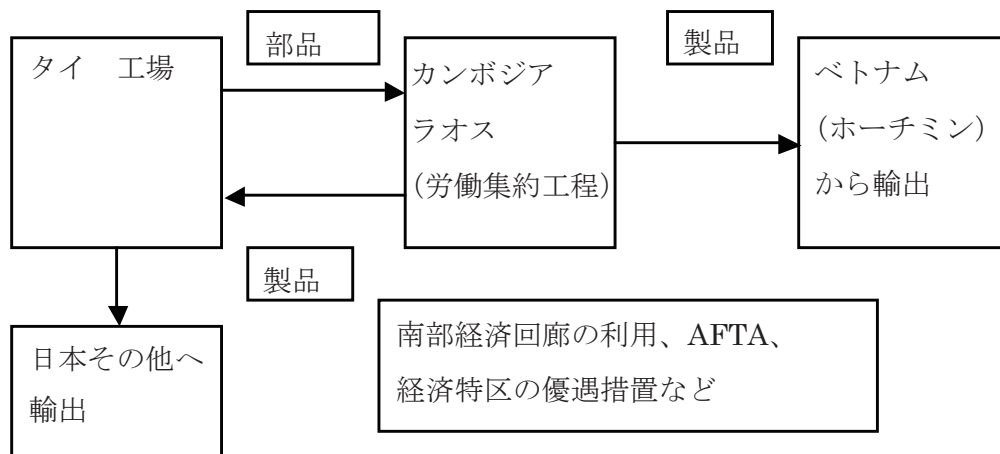 部品
製品
タイ　工場
カンボジア
ラオス
(労働集約工程)
ベトナム
(ホーチミン)
から輸出
製品
日本その他へ
輸出
南部経済回廊の利用、AFTA、
経済特区の優遇措置など